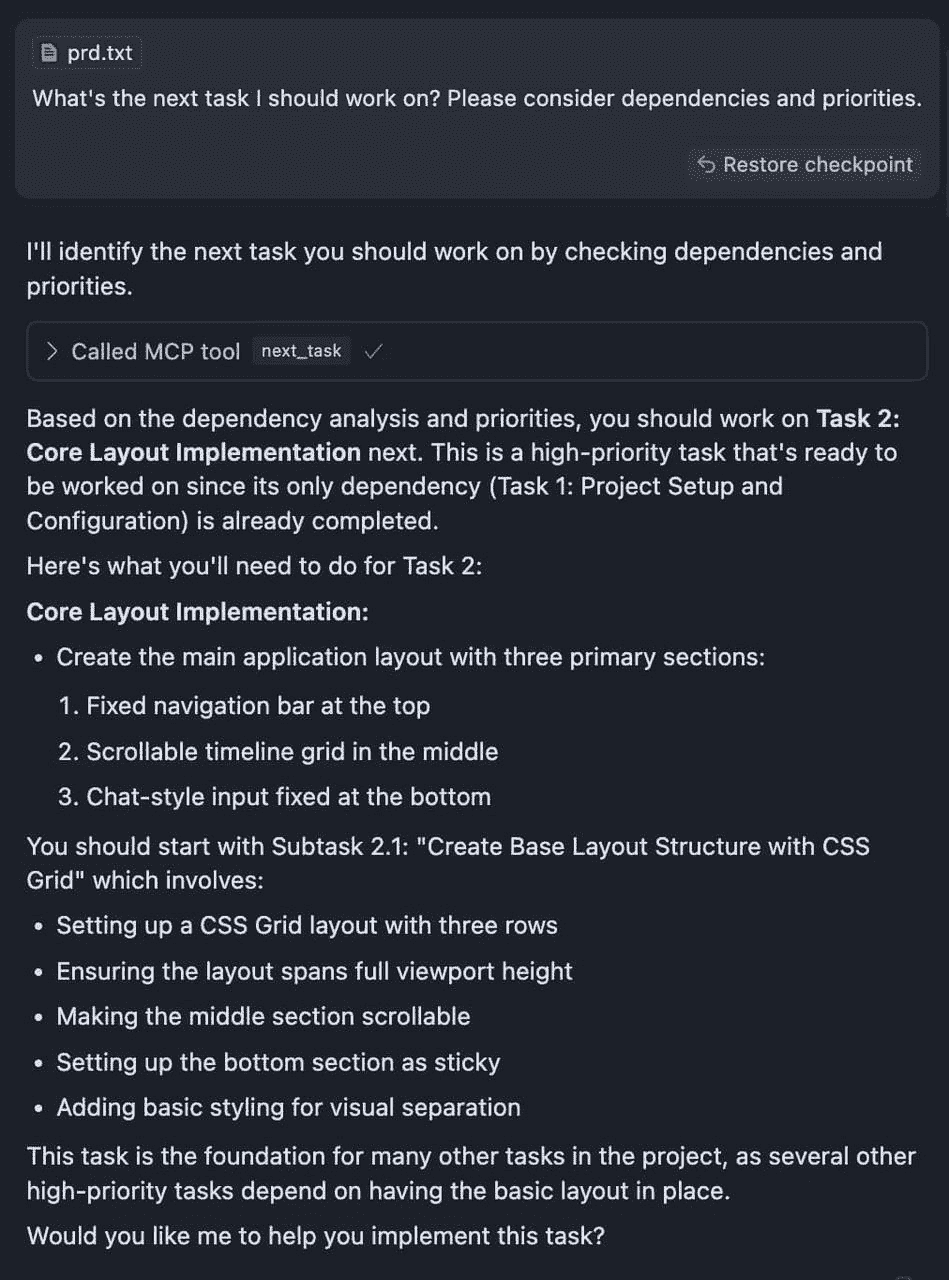 prd.txt
What's the next task I should work on? Please consider dependencies and priorities.
Restore checkpoint
I'll identify the next task you should work on by checking dependencies and
priorities.
Called MCP tool next_task
Based on the dependency analysis and priorities, you should work on Task 2:
Core Layout Implementation next. This is a high-priority task that's ready to
be worked on since its only dependency (Task 1: Project Setup and
Configuration) is already completed.
Here's what you'll need to do for Task 2:
Core Layout Implementation:
• Create the main application layout with three primary sections:
1. Fixed navigation bar at the top
2. Scrollable timeline grid in the middle
3. Chat-style input fixed at the bottom
You should start with Subtask 2.1: "Create Base Layout Structure with CSS
Grid" which involves:
• Setting up a CSS Grid layout with three rows
• Ensuring the layout spans full viewport height
• Making the middle section scrollable
• Setting up the bottom section as sticky
• Adding basic styling for visual separation
This task is the foundation for many other tasks in the project, as several other
high-priority tasks depend on having the basic layout in place.
Would you like me to help you implement this task?